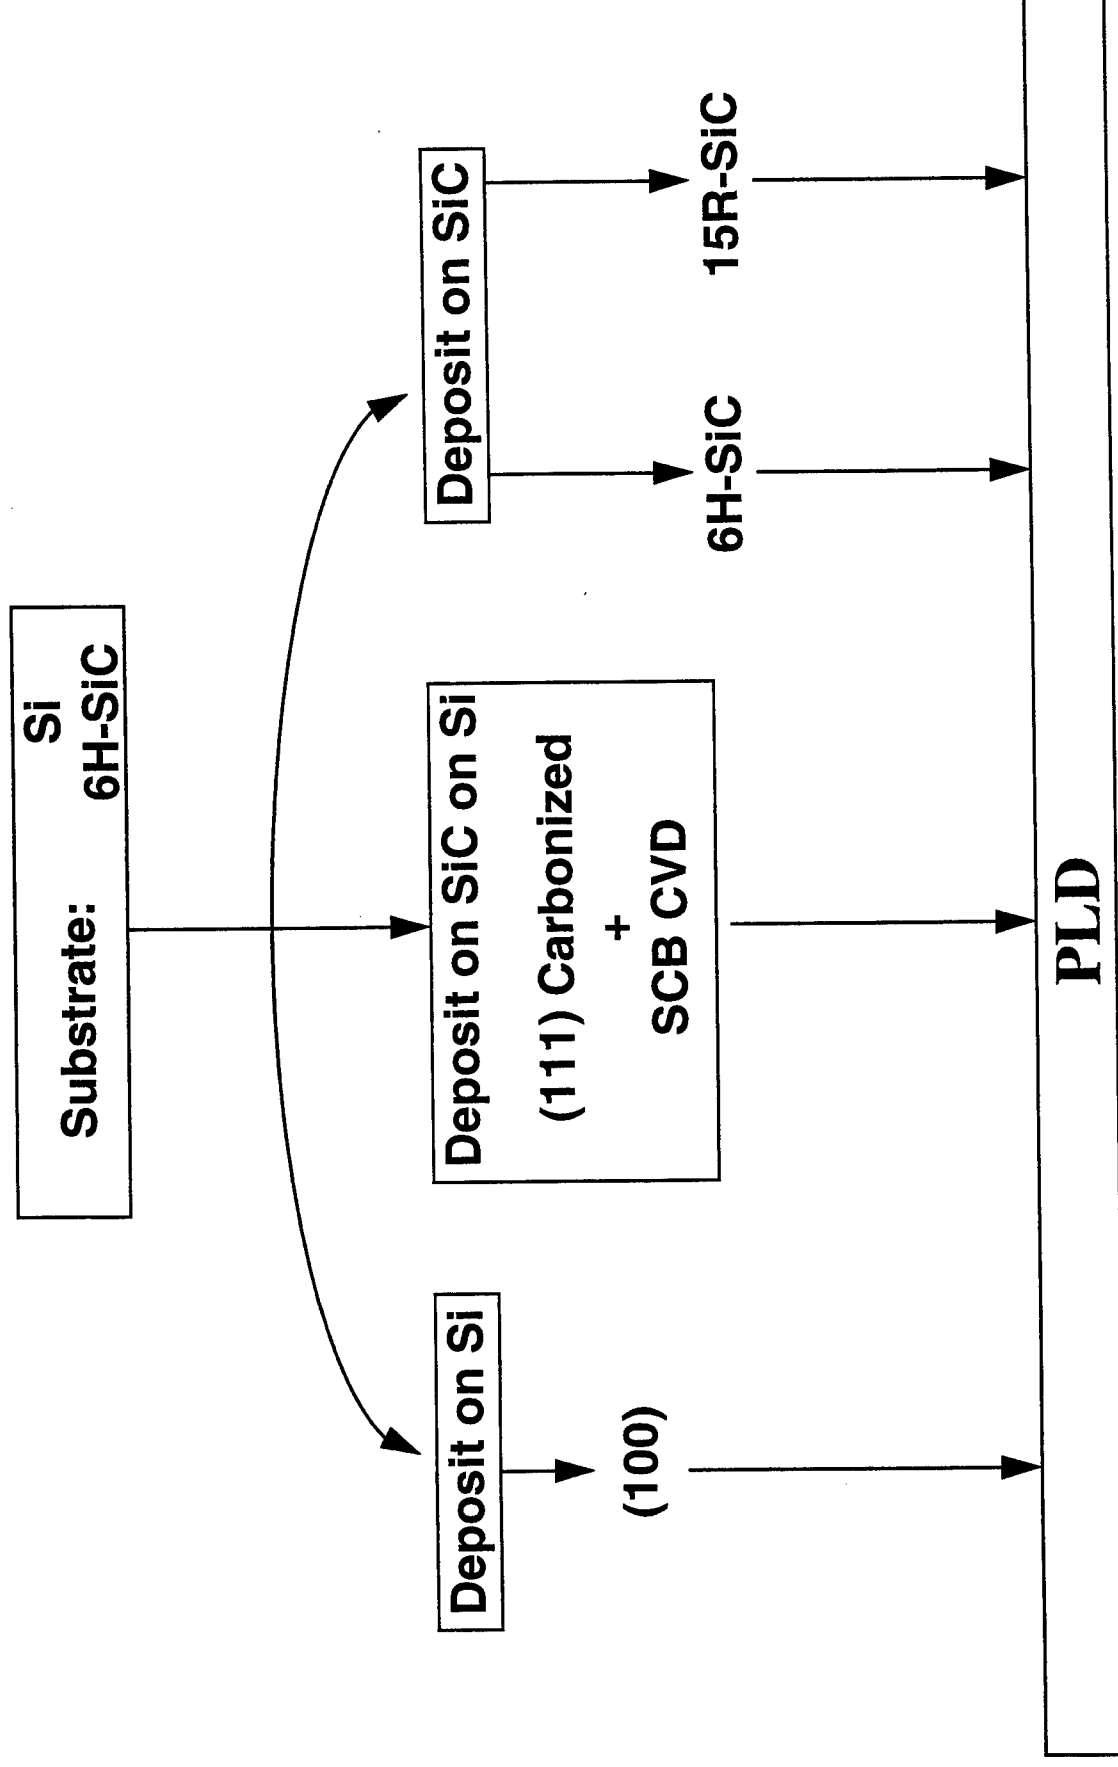 Si
Substrate:
6H-SiC
Deposit on Si
(100)
Deposit on SiC on Si
(111) Carbonized
+
SCB CVD
Deposit on SiC
6H-SiC
15R-SiC
PLD